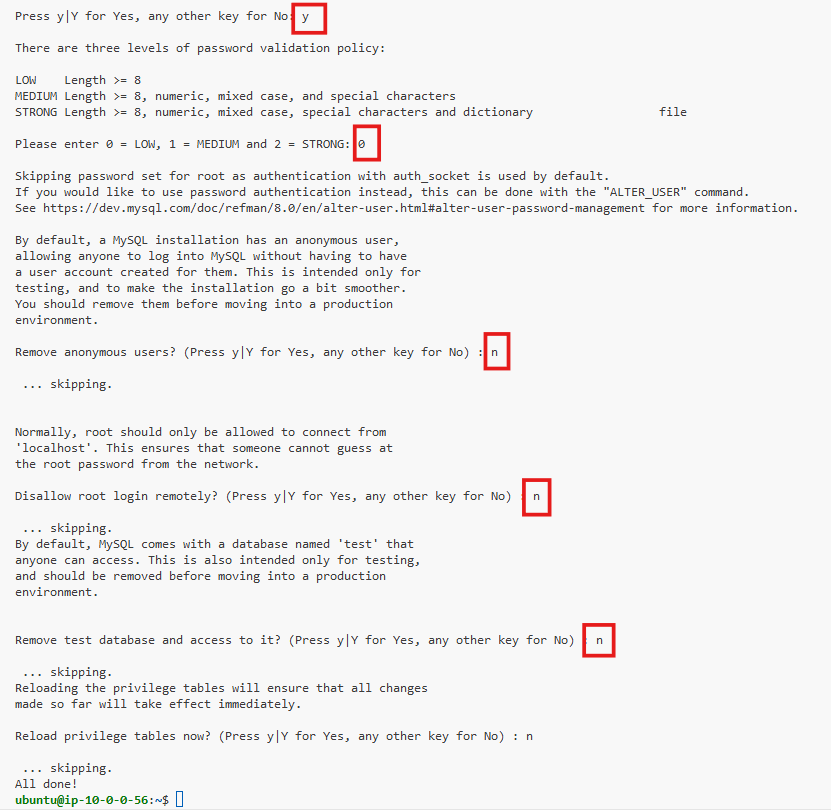 Press y|Y for Yes, any other key for No: y
There are three levels of password validation policy:
LOW    Length >= 8
MEDIUM Length >= 8, numeric, mixed case, and special characters
STRONG Length >= 8, numeric, mixed case, special characters and dictionary                  file
Please enter 0 = LOW, 1 = MEDIUM and 2 = STRONG: 0
Skipping password set for root as authentication with auth_socket is used by default.
If you would like to use password authentication instead, this can be done with the "ALTER_USER" command.
See https://dev.mysql.com/doc/refman/8.0/en/alter-user.html#alter-user-password-management for more information.
By default, a MySQL installation has an anonymous user,
allowing anyone to log into MySQL without having to have
a user account created for them. This is intended only for
testing, and to make the installation go a bit smoother.
You should remove them before moving into a production
environment.
Remove anonymous users? (Press y|Y for Yes, any other key for No) : n
 ... skipping.
Normally, root should only be allowed to connect from
'localhost'. This ensures that someone cannot guess at
the root password from the network.
Disallow root login remotely? (Press y|Y for Yes, any other key for No) : n
 ... skipping.
By default, MySQL comes with a database named 'test' that
anyone can access. This is also intended only for testing,
and should be removed before moving into a production
environment.
Remove test database and access to it? (Press y|Y for Yes, any other key for No) : n
 ... skipping.
Reloading the privilege tables will ensure that all changes
made so far will take effect immediately.
Reload privilege tables now? (Press y|Y for Yes, any other key for No) : n
 ... skipping.
All done!
ubuntu@ip-10-0-0-56:~$